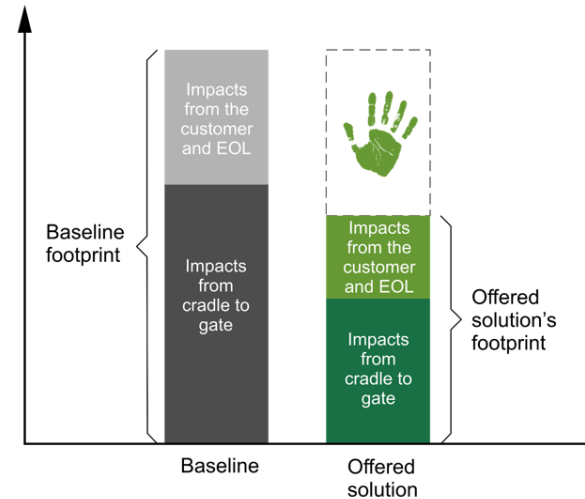 Impacts
from the
customer
and EOL
Baseline
footprint
Impacts
from
cradle to
gate
Impacts
from the
customer
and EOL
Impacts
from
cradle to
gate
Offered
solution's
footprint
Baseline
Offered
solution